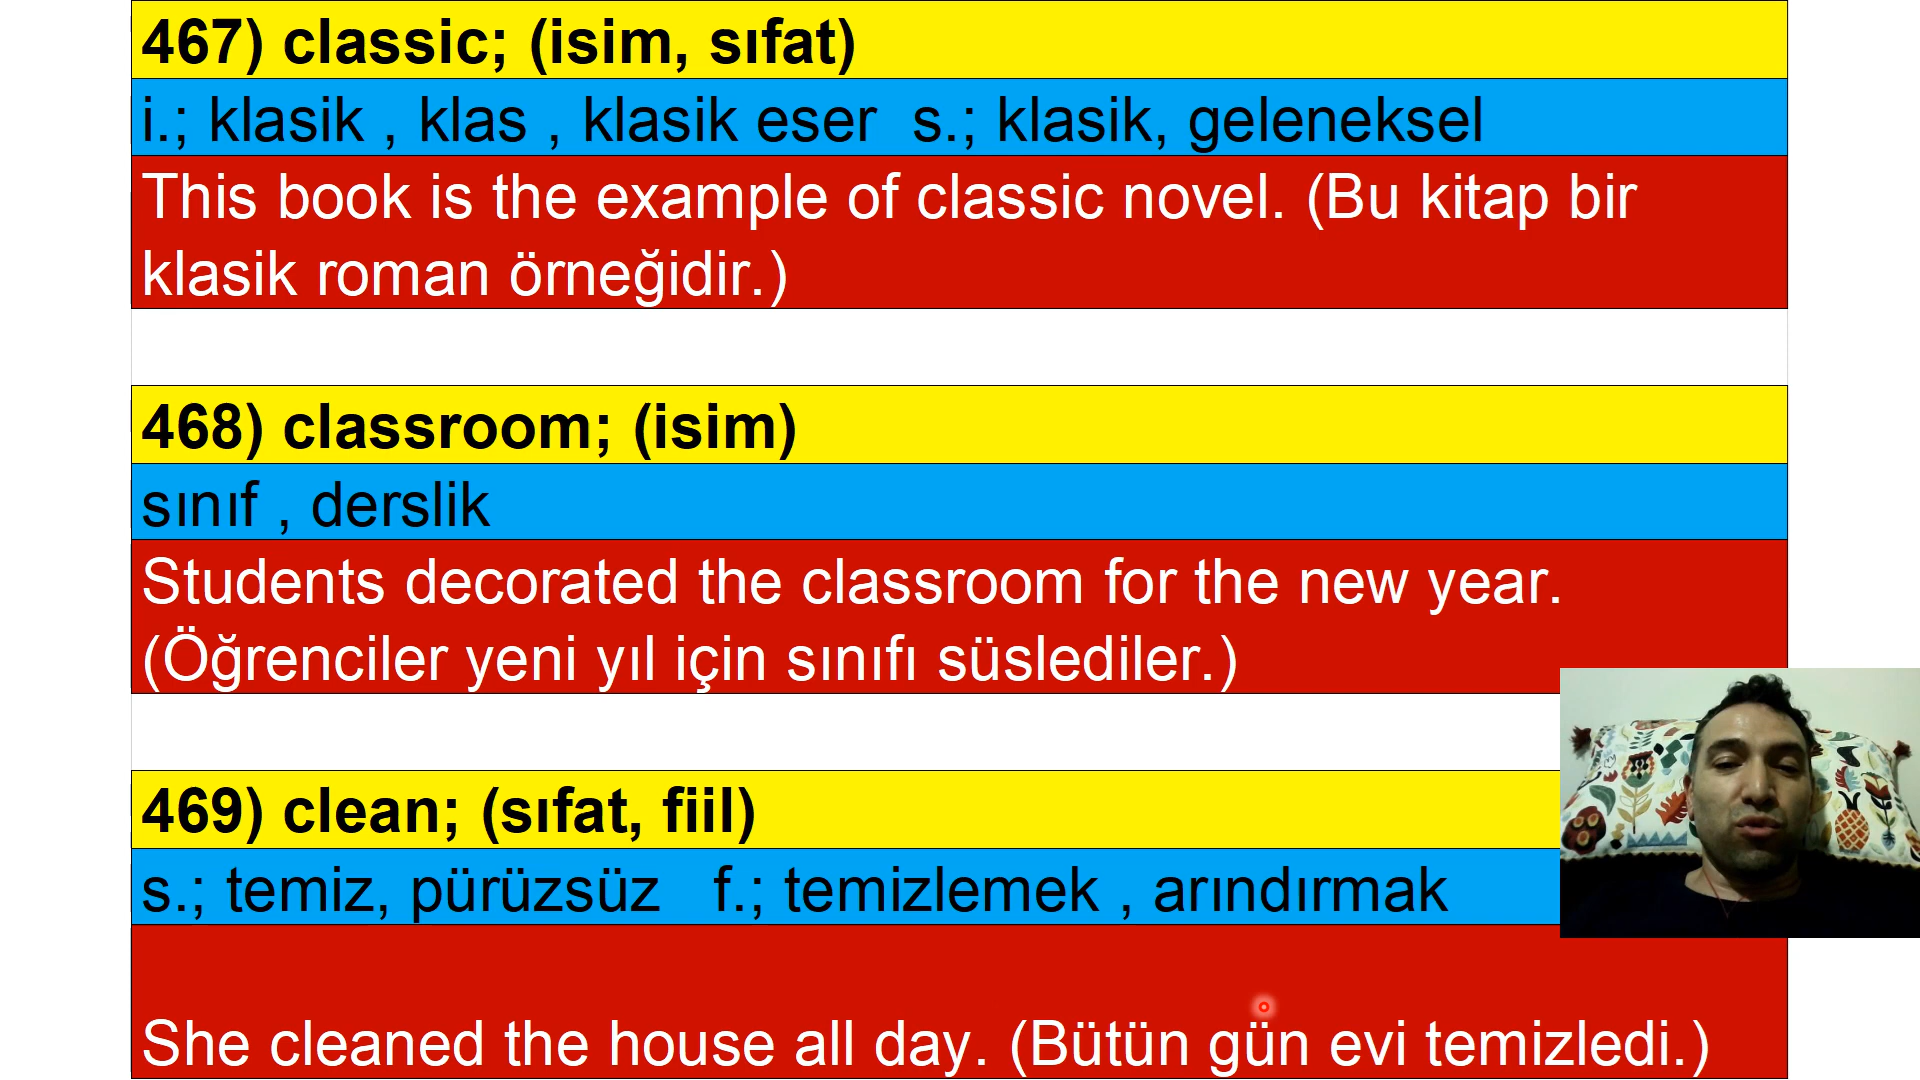 467) classic; (isim, sıfat)
i.; klasik , klas , klasik eser  s.; klasik, geleneksel
This book is the example of classic novel. (Bu kitap bir
klasik roman örneğidir.)
468) classroom; (isim)
sınıf , derslik
Students decorated the classroom for the new year.
(Öğrenciler yeni yıl için sınıfı süslediler.)
469) clean; (sıfat, fiil)
s.; temiz, pürüzsüz   f.; temizlemek , arındırmak
She cleaned the house all day. (Bütün gün evi temizledi.)